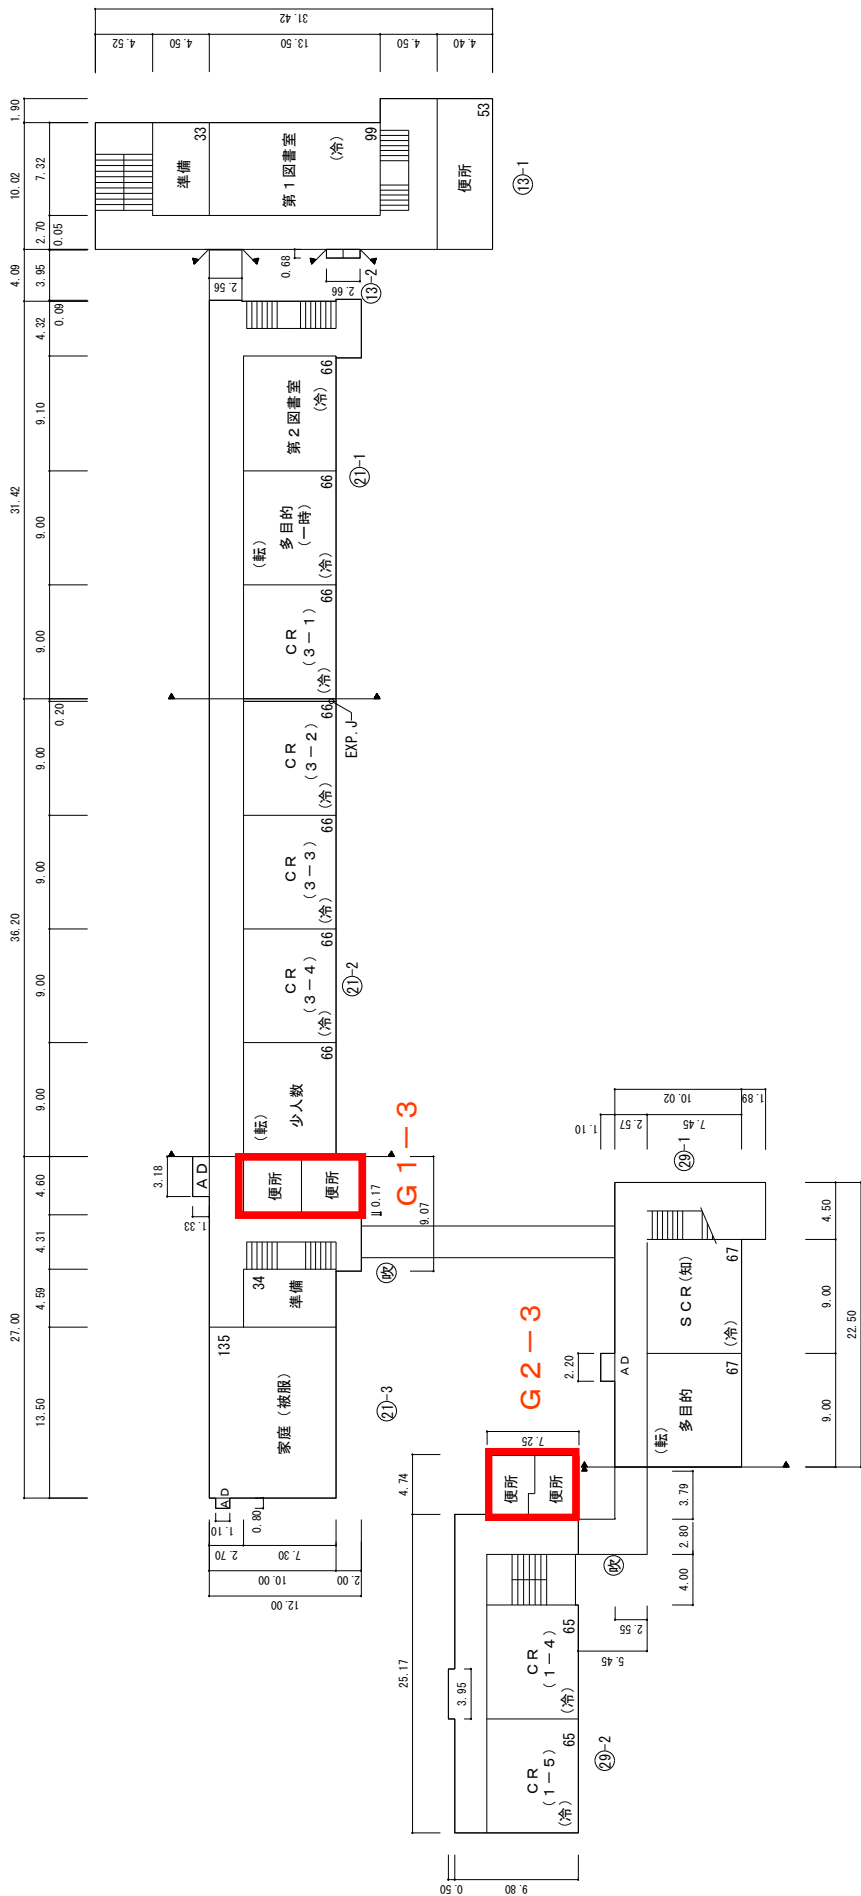 31.42
4.52
4.50
13.50
4.50
4.40
1.90
10.02
7.32
2.70
0.05
4.09
3.95
0.09
4.32
9.10
31.42
9.00
9.00
0.20
9.00
36.20
9.00
9.00
9.00
4.60
4.31
4.59
27.00
13.50
準備
33
第1図書室
(冷)
99
便所
53
⑬-1
2.56
0.68
2.66
⑬-2
第2図書室
(冷)
66
㉑-1
(転)
多目的
(一時)
(冷)
66
CR
(3-1)
(冷)
66
EXP.J
CR
(3-2)
(冷)
66
CR
(3-3)
(冷)
66
CR
(3-4)
(冷)
66
㉑-2
(転)
少人数
66
3.18
AD
1.33
便所
便所
G1-3
0.17
9.07
吹
34
準備
135
家庭(被服)
㉑-3
AD
1.10
0.80
2.70
7.30
2.00
10.00
12.00
G2-3
7.25
便所
便所
4.74
25.17
3.95
CR
(1-4)
(冷)
65
CR
(1-5)
(冷)
65
㉙-2
0.50
9.80
吹
2.55
5.45
3.79
2.80
4.00
1.10
2.57
10.02
7.45
1.89
㉙-1
SCR(知)
(冷)
67
2.20
AD
(転)
多目的
67
4.50
9.00
9.00
22.50